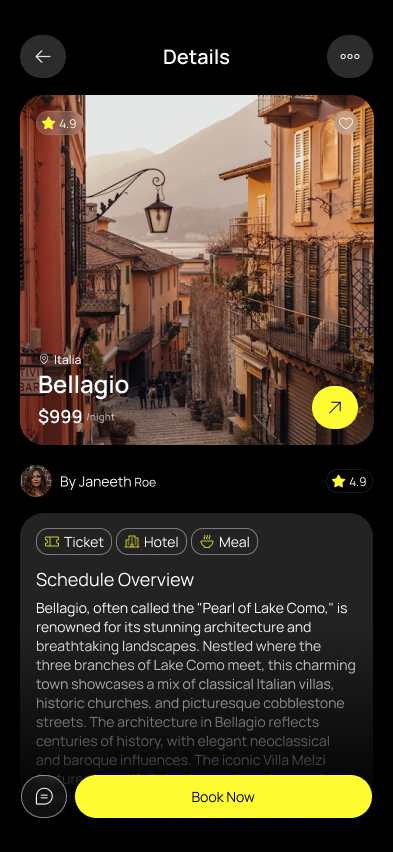 Details
4.9
Italia
Bellagio
$999 /night
BAR
By Janeeth Roe
4.9
Ticket
Hotel
Meal
Schedule Overview
Bellagio, often called the "Pearl of Lake Como," is
renowned for its stunning architecture and
breathtaking landscapes. Nestled where the
three branches of Lake Como meet, this charming
town showcases a mix of classical Italian villas,
historic churches, and picturesque cobblestone
streets. The architecture in Bellagio reflects
centuries of history, with elegant neoclassical
and baroque influences. The iconic Villa Melzi
Book Now